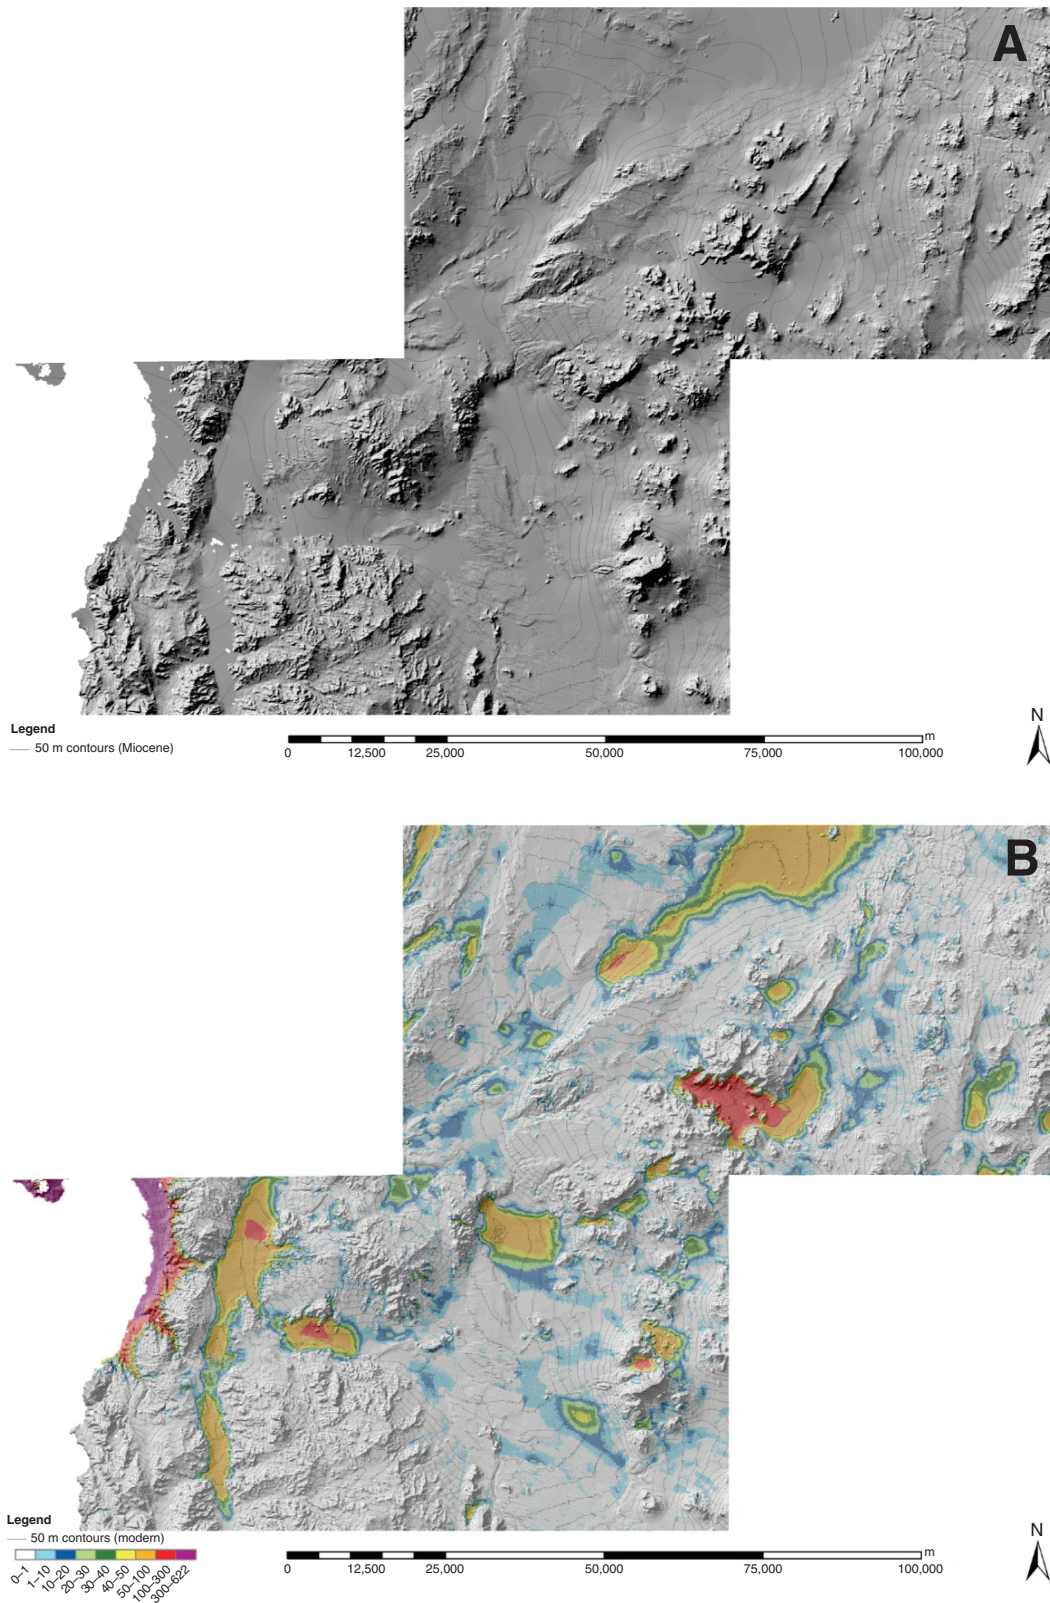 A
Legend
50 m contours (Miocene)
0 12,500 25,000 50,000 75,000 100,000 m
N
B
Legend
50 m contours (modern)
0–1 1–10 10–20 20–30 30–40 40–50 50–100 100–300 300–622
0 12,500 25,000 50,000 75,000 100,000 m
N